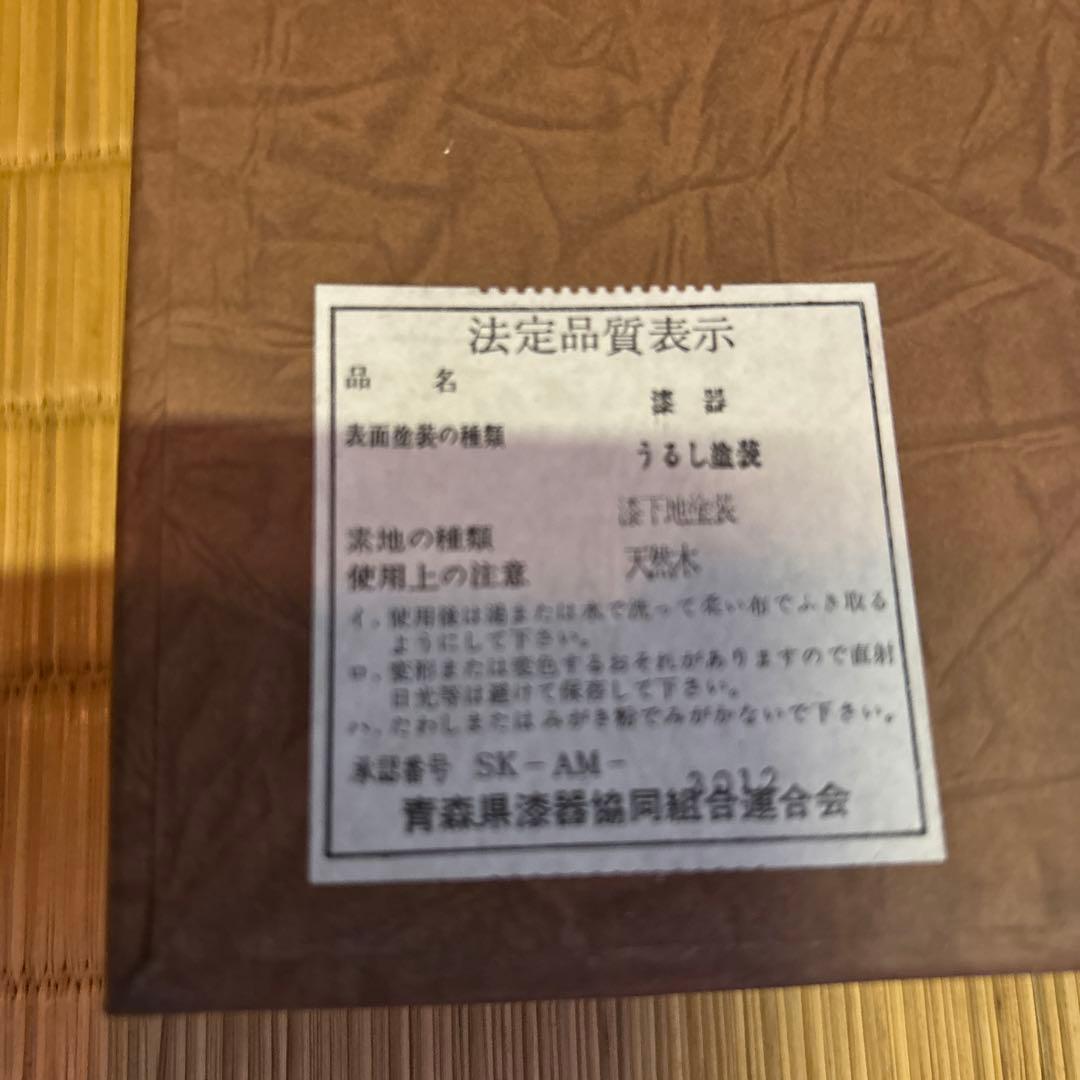 法定品質表示
品名 漆器
表面塗装の種類 うるし塗装
漆下地塗装
素地の種類 天然木
使用上の注意
イ、使用後は湯または水で洗って柔い布でふき取る
ようにして下さい。
ロ、変形または変色するおそれがありますので直射
日光等は避けて保存して下さい。
ハ、たわしまたはみがき粉でみがかないで下さい。
承認番号 SK-AM-2012
青森県漆器協同組合連合会